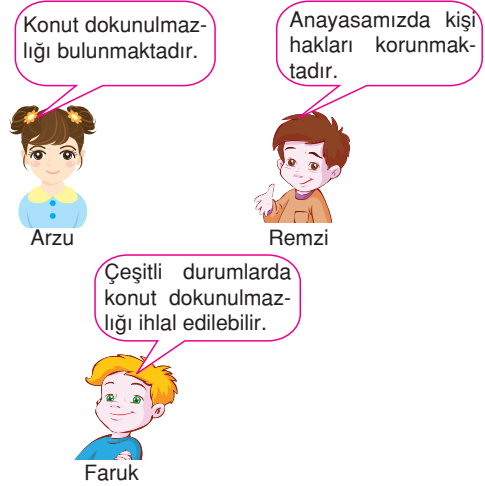 Konut dokunulmaz-
lığı bulunmaktadır.
Anayasamızda kişi
hakları korunmak-
tadır.
Arzu
Remzi
Çeşitli durumlarda
konut dokunulmaz-
lığı ihlal edilebilir.
Faruk